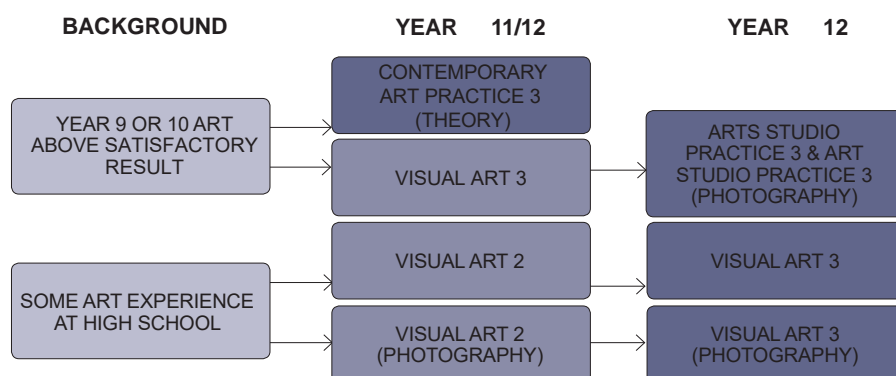 BACKGROUND
YEAR 11/12
YEAR 12
YEAR 9 OR 10 ART
ABOVE SATISFACTORY
RESULT
CONTEMPORARY
ART PRACTICE 3
(THEORY)
VISUAL ART 3
ARTS STUDIO
PRACTICE 3 & ART
STUDIO PRACTICE 3
(PHOTOGRAPHY)
SOME ART EXPERIENCE
AT HIGH SCHOOL
VISUAL ART 2
VISUAL ART 3
VISUAL ART 2
(PHOTOGRAPHY)
VISUAL ART 3
(PHOTOGRAPHY)